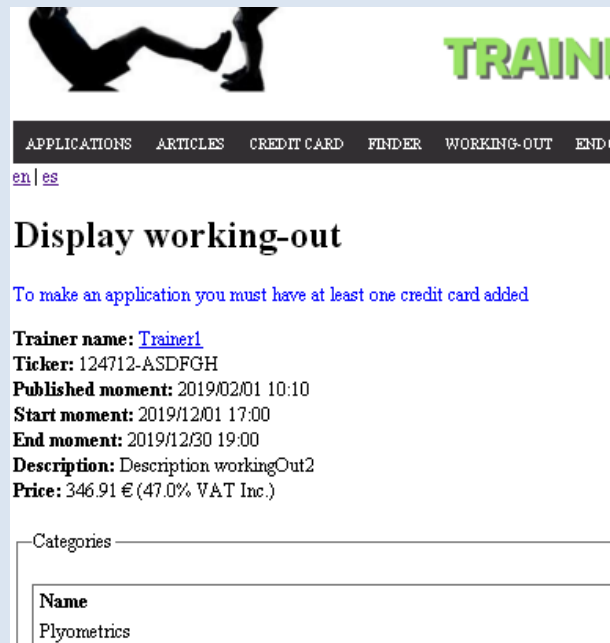 TRAIN
APPLICATIONS ARTICLES CREDIT CARD FINDER WORKING-OUT END
en | es
Display working-out
To make an application you must have at least one credit card added
Trainer name: Trainer1
Ticker: 124712-ASDFGH
Published moment: 2019/02/01 10:10
Start moment: 2019/12/01 17:00
End moment: 2019/12/30 19:00
Description: Description workingOut2
Price: 346.91 € (47.0% VAT Inc.)
Categories
Name
Plyometrics